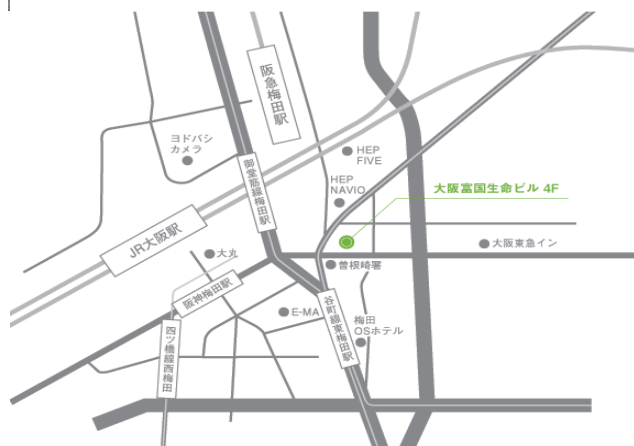 阪急梅田駅
ヨドバシ
カメラ
HEP
FIVE
御堂筋線梅田駅
HEP
NAVIO
大阪富国生命ビル 4F
JR大阪駅
大丸
大阪東急イン
曽根崎署
阪神梅田駅
E-MA
谷町線東梅田駅
梅田
OSホテル
四ツ橋線西梅田